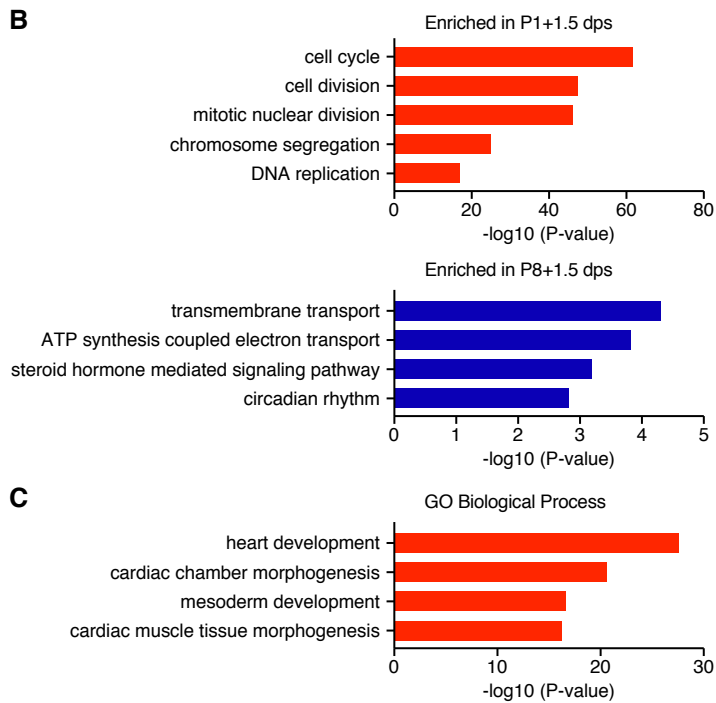 B
Enriched in P1+1.5 dps
cell cycle
cell division
mitotic nuclear division
chromosome segregation
DNA replication
0 20 40 60 80
-log10 (P-value)
Enriched in P8+1.5 dps
transmembrane transport
ATP synthesis coupled electron transport
steroid hormone mediated signaling pathway
circadian rhythm
0 1 2 3 4 5
-log10 (P-value)
C
GO Biological Process
heart development
cardiac chamber morphogenesis
mesoderm development
cardiac muscle tissue morphogenesis
0 10 20 30
-log10 (P-value)